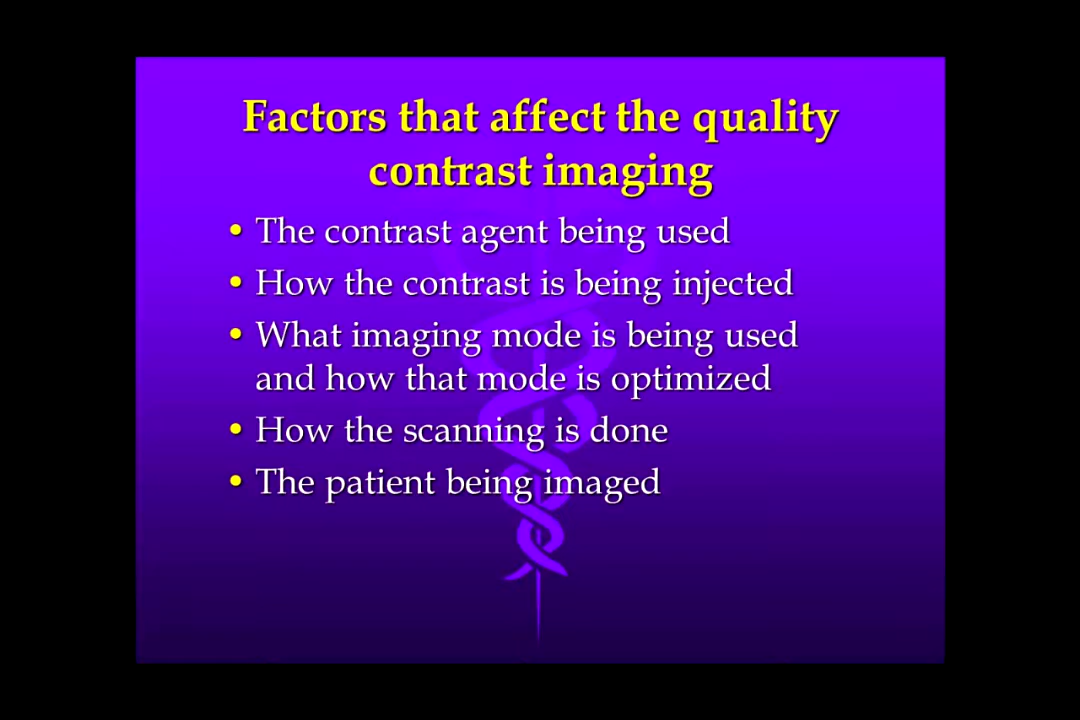 Factors that affect the quality
contrast imaging
• The contrast agent being used
• How the contrast is being injected
• What imaging mode is being used
and how that mode is optimized
• How the scanning is done
• The patient being imaged